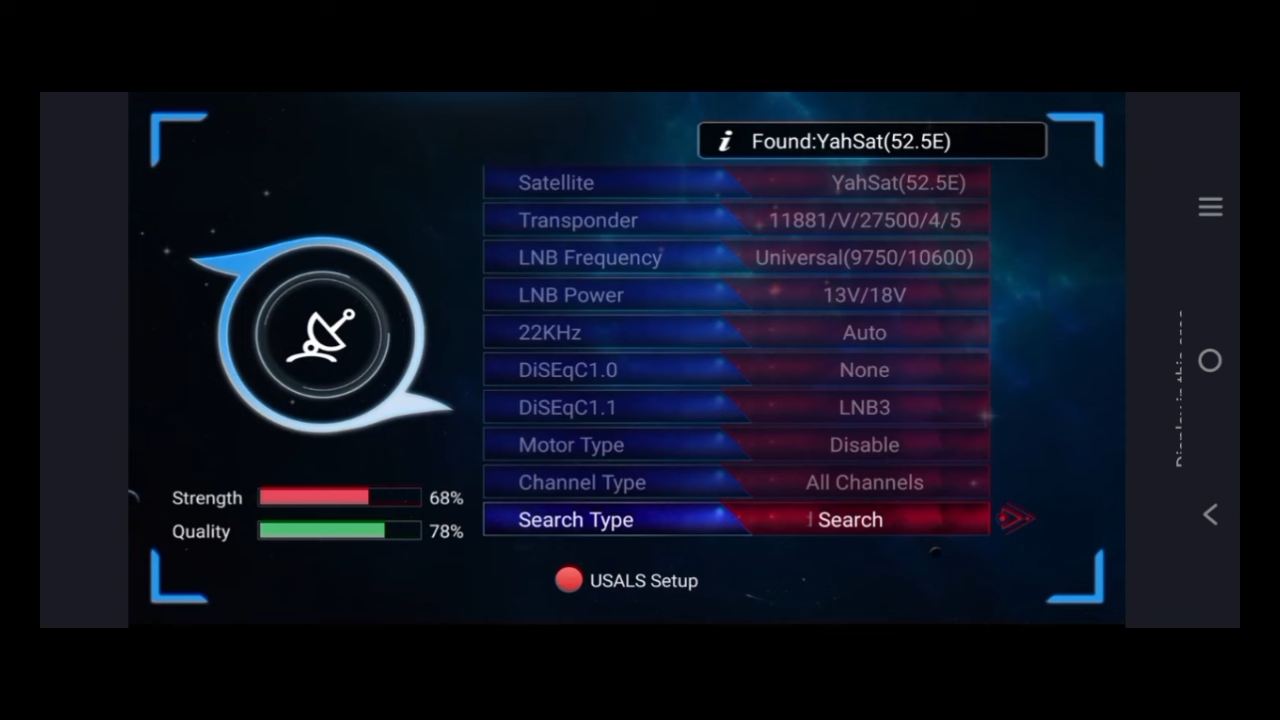 Found:YahSat(52.5E)
Satellite YahSat(52.5E)
Transponder 11881/V/27500/4/5
LNB Frequency Universal(9750/10600)
LNB Power 13V/18V
22KHz Auto
DiSEqC1.0 None
DiSEqC1.1 LNB3
Motor Type Disable
Channel Type All Channels
Search Type Search
Strength 68%
Quality 78%
USALS Setup